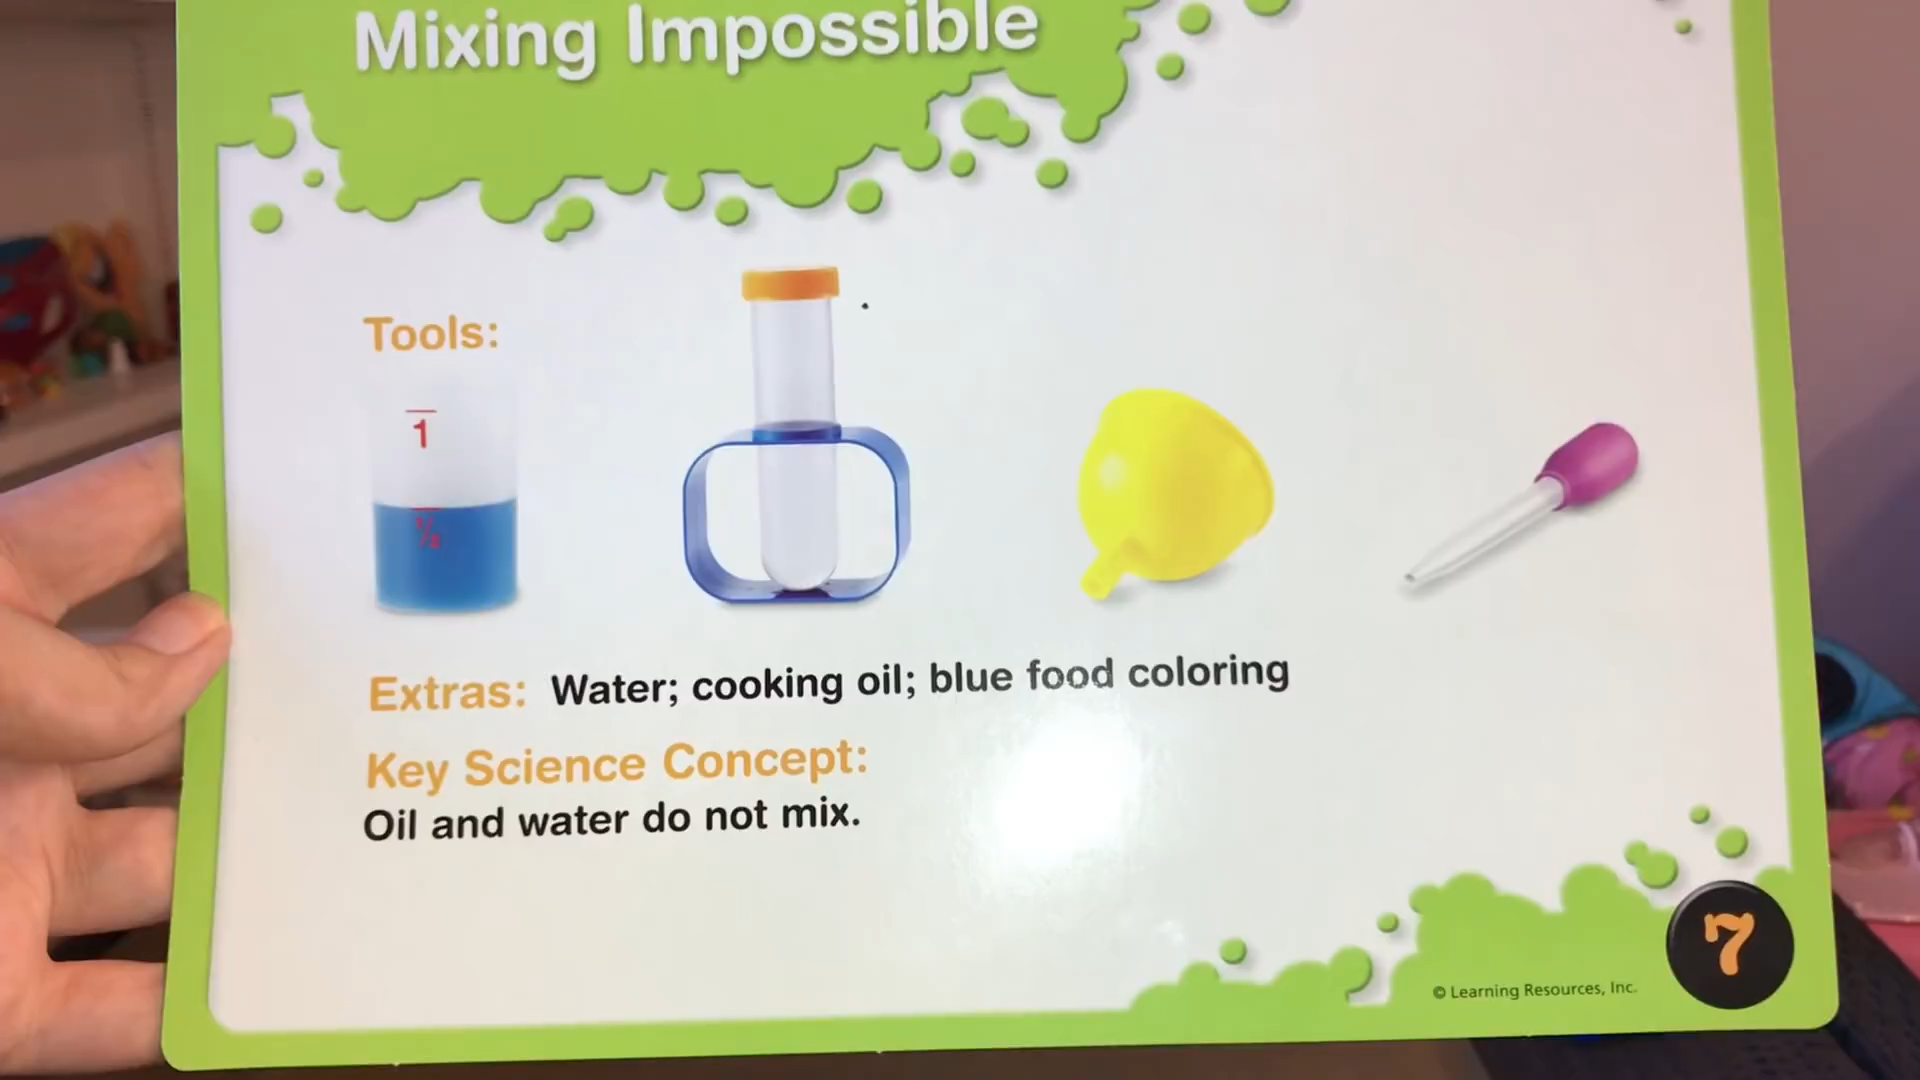 Mixing Impossible
Tools:
1
½
Extras: Water; cooking oil; blue food coloring
Key Science Concept:
Oil and water do not mix.
© Learning Resources, Inc.
7